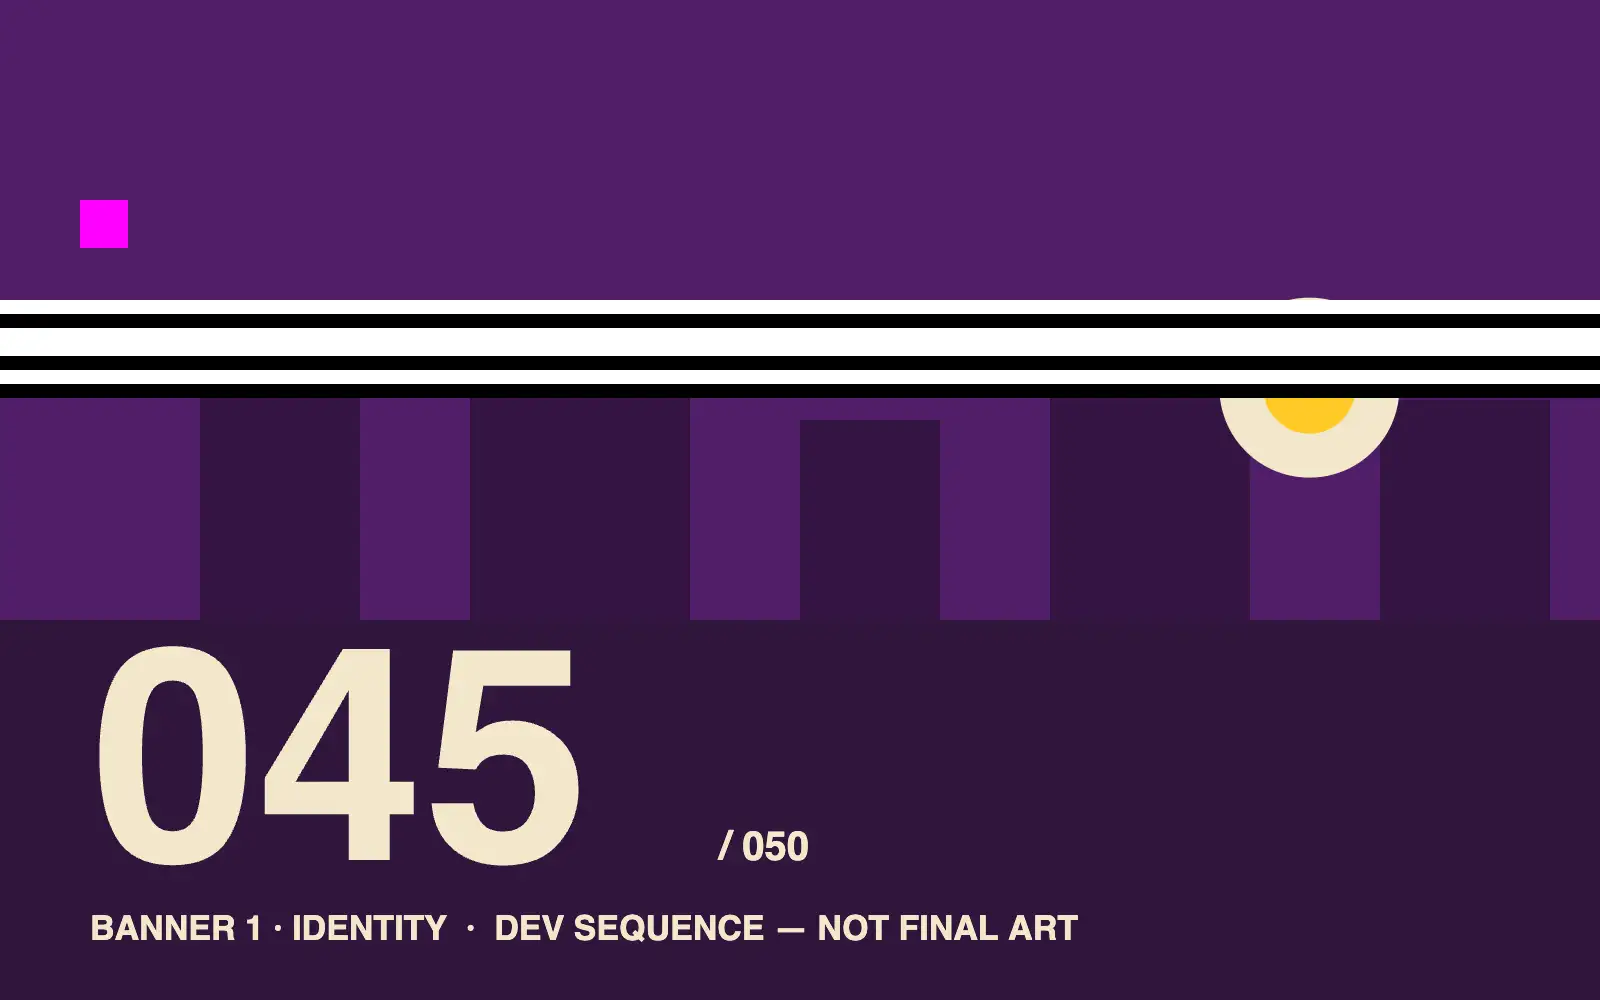 045 / 050
BANNER 1 · IDENTITY · DEV SEQUENCE — NOT FINAL ART